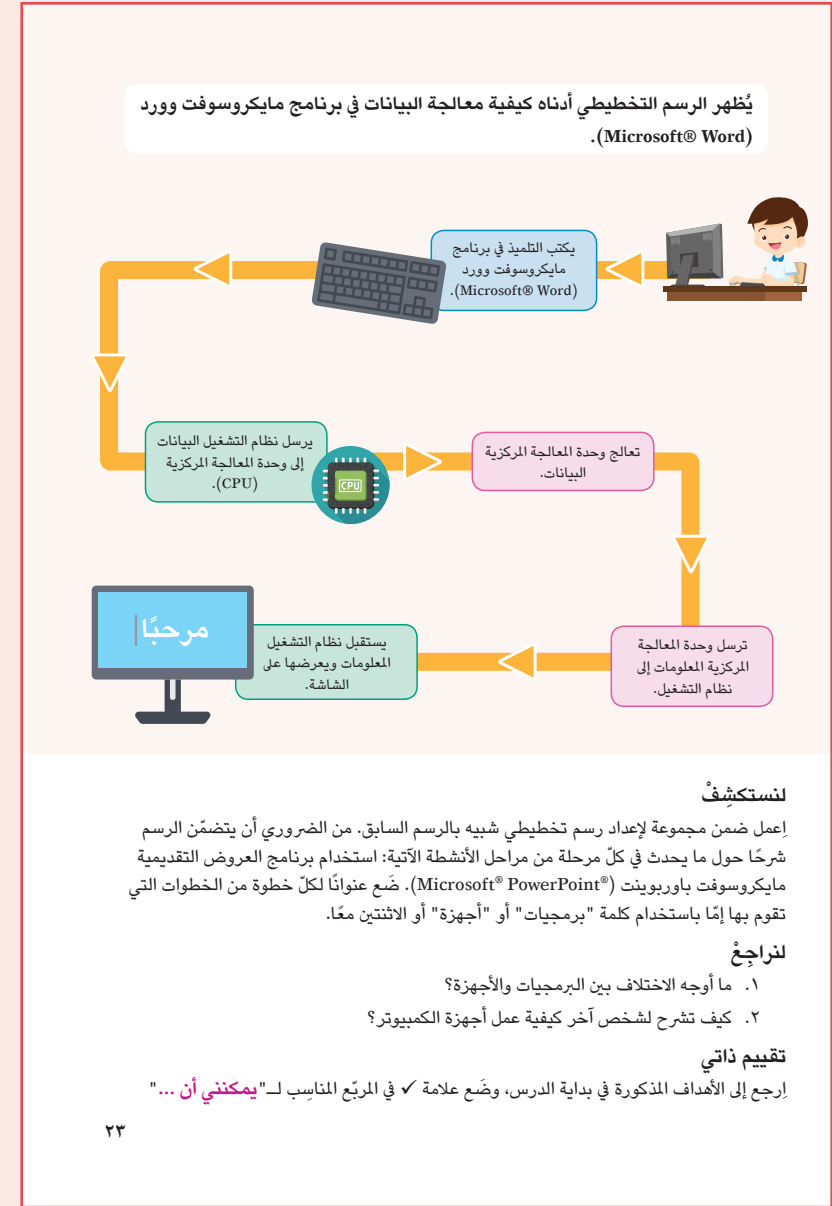 يُظهر الرسم التخطيطي أدناه كيفية معالجة البيانات في برنامج مايكروسوفت وورد
(Microsoft® Word).
يكتب التلميذ في برنامج
مايكروسوفت وورد
(Microsoft® Word).
يرسل نظام التشغيل البيانات
إلى وحدة المعالجة المركزية
(CPU).
CPU
تعالج وحدة المعالجة المركزية
البيانات.
ترسل وحدة المعالجة
المركزية المعلومات إلى
نظام التشغيل.
يستقبل نظام التشغيل
المعلومات ويعرضها على
الشاشة.
مرحبًا
لنستكشِفْ
اِعمل ضمن مجموعة لإعداد رسم تخطيطي شبيه بالرسم السابق. من الضروري أن يتضمّن الرسم
شرحًا حول ما يحدث في كلّ مرحلة من مراحل الأنشطة الآتية: استخدام برنامج العروض التقديمية
مايكروسوفت باوربوينت (Microsoft® PowerPoint®). ضَع عنوانًا لكلّ خطوة من الخطوات التي
تقوم بها إمّا باستخدام كلمة "برمجيات" أو "أجهزة" أو الاثنتين معًا.
لنراجِعْ
١. ما أوجه الاختلاف بين البرمجيات والأجهزة؟
٢. كيف تشرح لشخص آخر كيفية عمل أجهزة الكمبيوتر؟
تقييم ذاتي
اِرجع إلى الأهداف المذكورة في بداية الدرس، وضَع علامة ✓ في المربّع المناسِب لــ"يمكنني أن ..."
٢٣